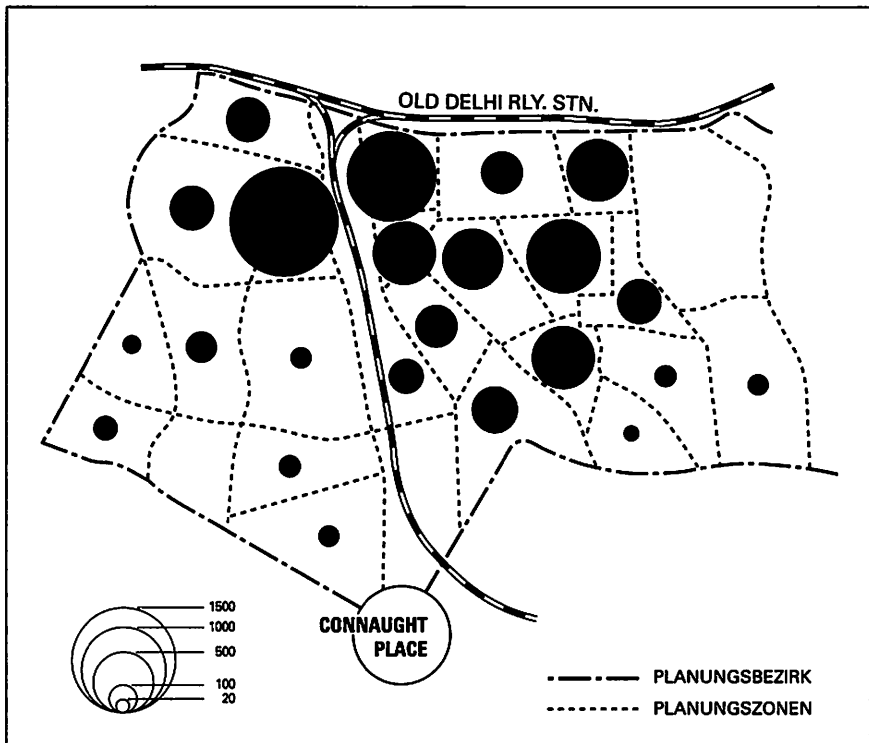 OLD DELHI RLY. STN.
1500
1000
500
100
20
CONNAUGHT
PLACE
PLANUNGSBEZIRK
PLANUNGSZONEN